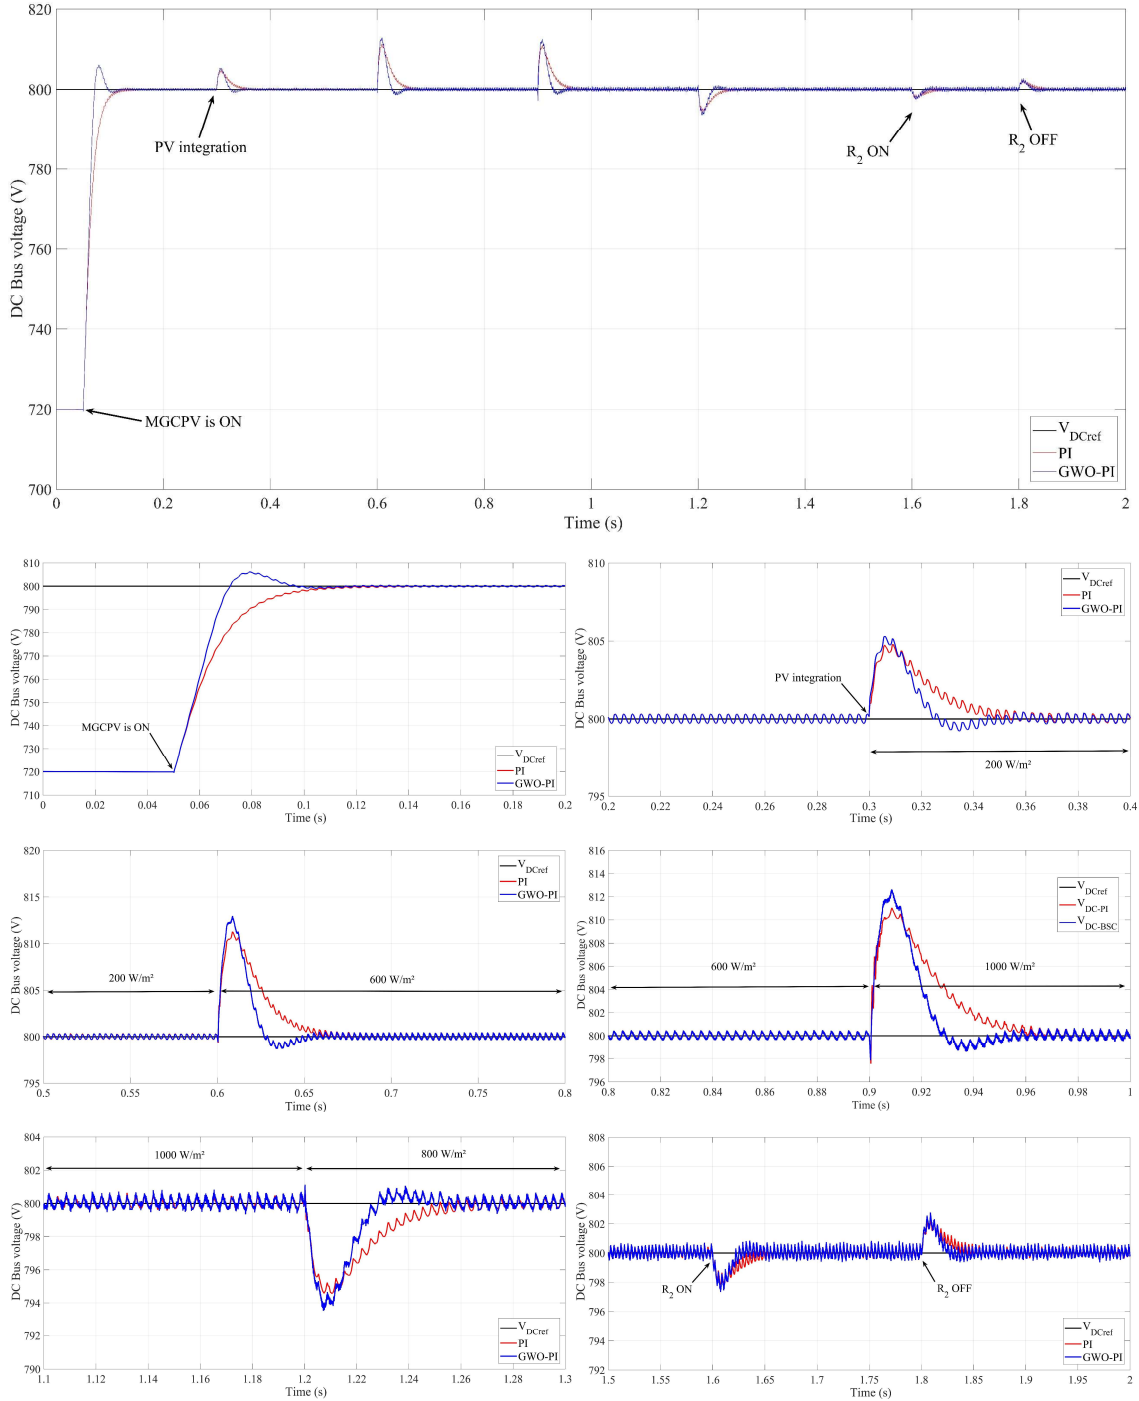 820
800
780
760
740
720
700
DC Bus voltage (V)
PV integration
R2 ON
R2 OFF
MGCPV is ON
VDCref
PI
GWO-PI
0 0.2 0.4 0.6 0.8 1 1.2 1.4 1.6 1.8 2
Time (s)
810
800
790
780
770
760
750
740
730
720
710
DC Bus voltage (V)
MGCPV is ON
VDCref
PI
GWO-PI
0 0.02 0.04 0.06 0.08 0.1 0.12 0.14 0.16 0.18 0.2
Time (s)
810
805
800
795
DC Bus voltage (V)
VDCref
PI
GWO-PI
PV integration
200 W/m²
0.2 0.22 0.24 0.26 0.28 0.3 0.32 0.34 0.36 0.38 0.4
Time (s)
820
815
810
805
800
795
DC Bus voltage (V)
VDCref
PI
GWO-PI
200 W/m²
600 W/m²
0.5 0.55 0.6 0.65 0.7 0.75 0.8
Time (s)
816
814
812
810
808
806
804
802
800
798
796
DC Bus voltage (V)
VDCref
VDC-PI
VDC-BSC
600 W/m²
1000 W/m²
0.8 0.82 0.84 0.86 0.88 0.9 0.92 0.94 0.96 0.98 1
Time (s)
804
802
800
798
796
794
792
790
DC Bus voltage (V)
1000 W/m²
800 W/m²
VDCref
PI
GWO-PI
1.1 1.12 1.14 1.16 1.18 1.2 1.22 1.24 1.26 1.28 1.3
Time (s)
808
806
804
802
800
798
796
794
792
DC Bus voltage (V)
R2 ON
R2 OFF
VDCref
PI
GWO-PI
1.5 1.55 1.6 1.65 1.7 1.75 1.8 1.85 1.9 1.95 2
Time (s)